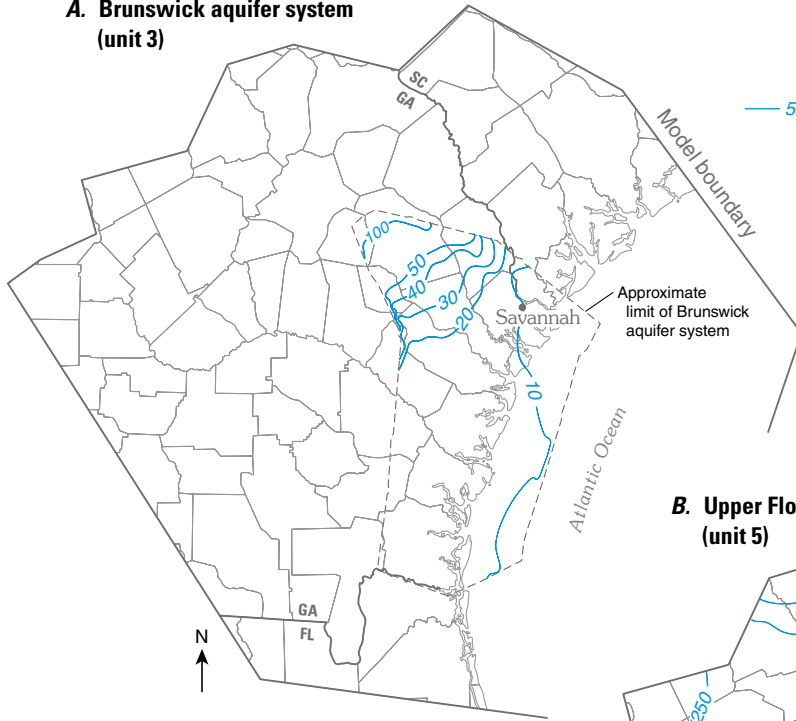 A. Brunswick aquifer system
(unit 3)
SC
GA
5
Model boundary
100
50
40
30
20
Savannah
Approximate
limit of Brunswick
aquifer system
10
Atlantic Ocean
B. Upper Flo
(unit 5)
GA
FL
N
250